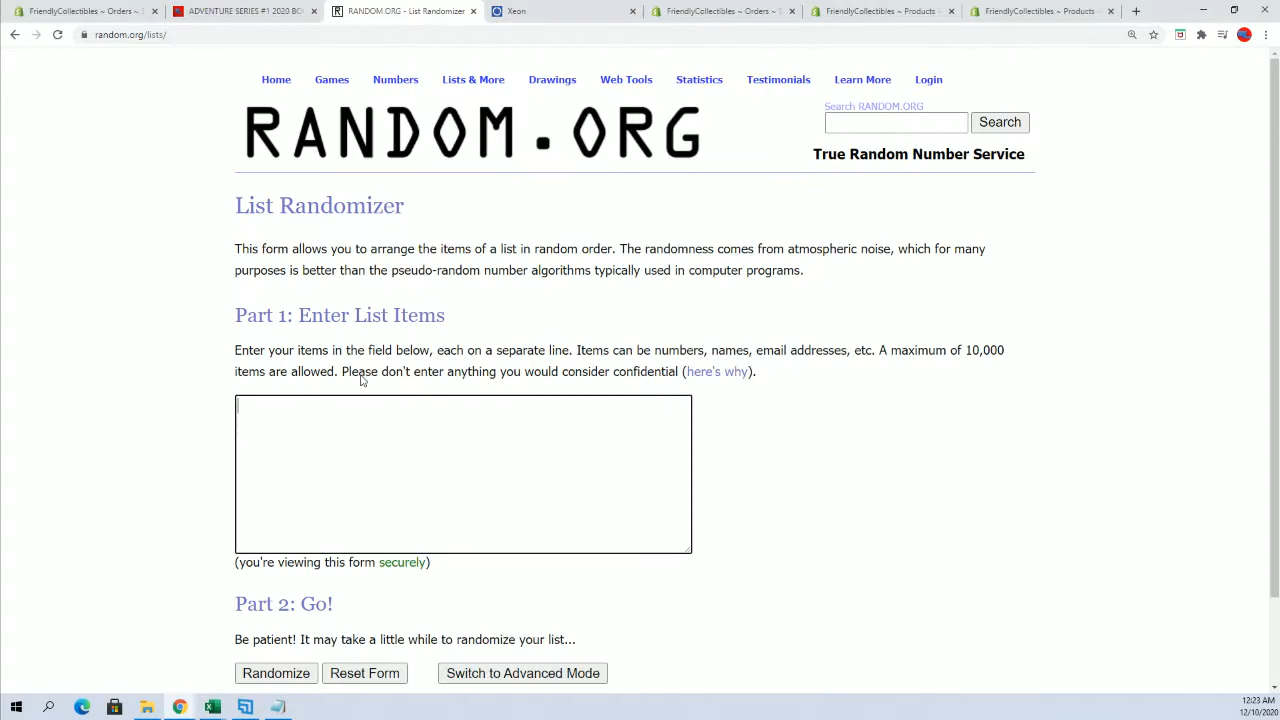 FriendlyCollectibles ~ Orders ~ S
ADVENTURE SERIES #1 2020 BO
RANDOM.ORG - List Randomizer
Xeon
FriendlyCollectibles ~ Orders ~ S
FriendlyCollectibles ~ Products ~
FriendlyCollectibles ~ Products ~
random.org/lists/
Home Games Numbers Lists & More Drawings Web Tools Statistics Testimonials Learn More Login
RANDOM.ORG
Search RANDOM.ORG
Search
True Random Number Service
List Randomizer
This form allows you to arrange the items of a list in random order. The randomness comes from atmospheric noise, which for many
purposes is better than the pseudo-random number algorithms typically used in computer programs.
Part 1: Enter List Items
Enter your items in the field below, each on a separate line. Items can be numbers, names, email addresses, etc. A maximum of 10,000
items are allowed. Please don't enter anything you would consider confidential (here's why).
(you're viewing this form securely)
Part 2: Go!
Be patient! It may take a little while to randomize your list...
Randomize Reset Form Switch to Advanced Mode
12:23 AM
12/10/2020